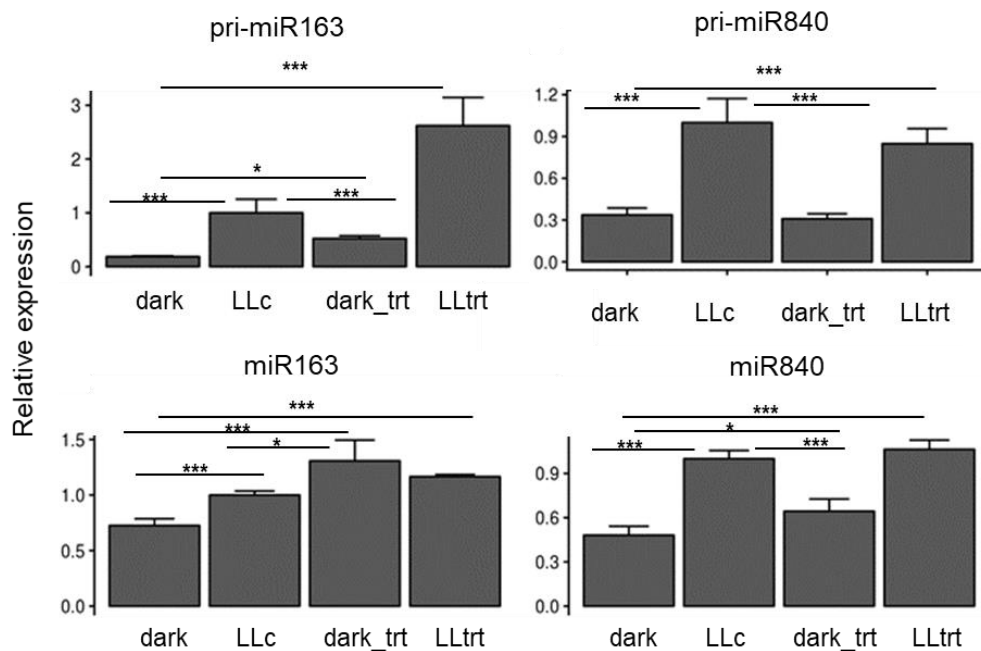 pri-miR163
pri-miR840
Relative expression
***
*
***
***
3
2
1
0
dark
LLc
dark_trt
LLtrt
***
***
***
1.2
0.9
0.6
0.3
0.0
dark
LLc
dark_trt
LLtrt
miR163
miR840
***
***
*
***
1.5
1.0
0.5
0.0
dark
LLc
dark_trt
LLtrt
***
*
***
***
0.9
0.6
0.3
0.0
dark
LLc
dark_trt
LLtrt